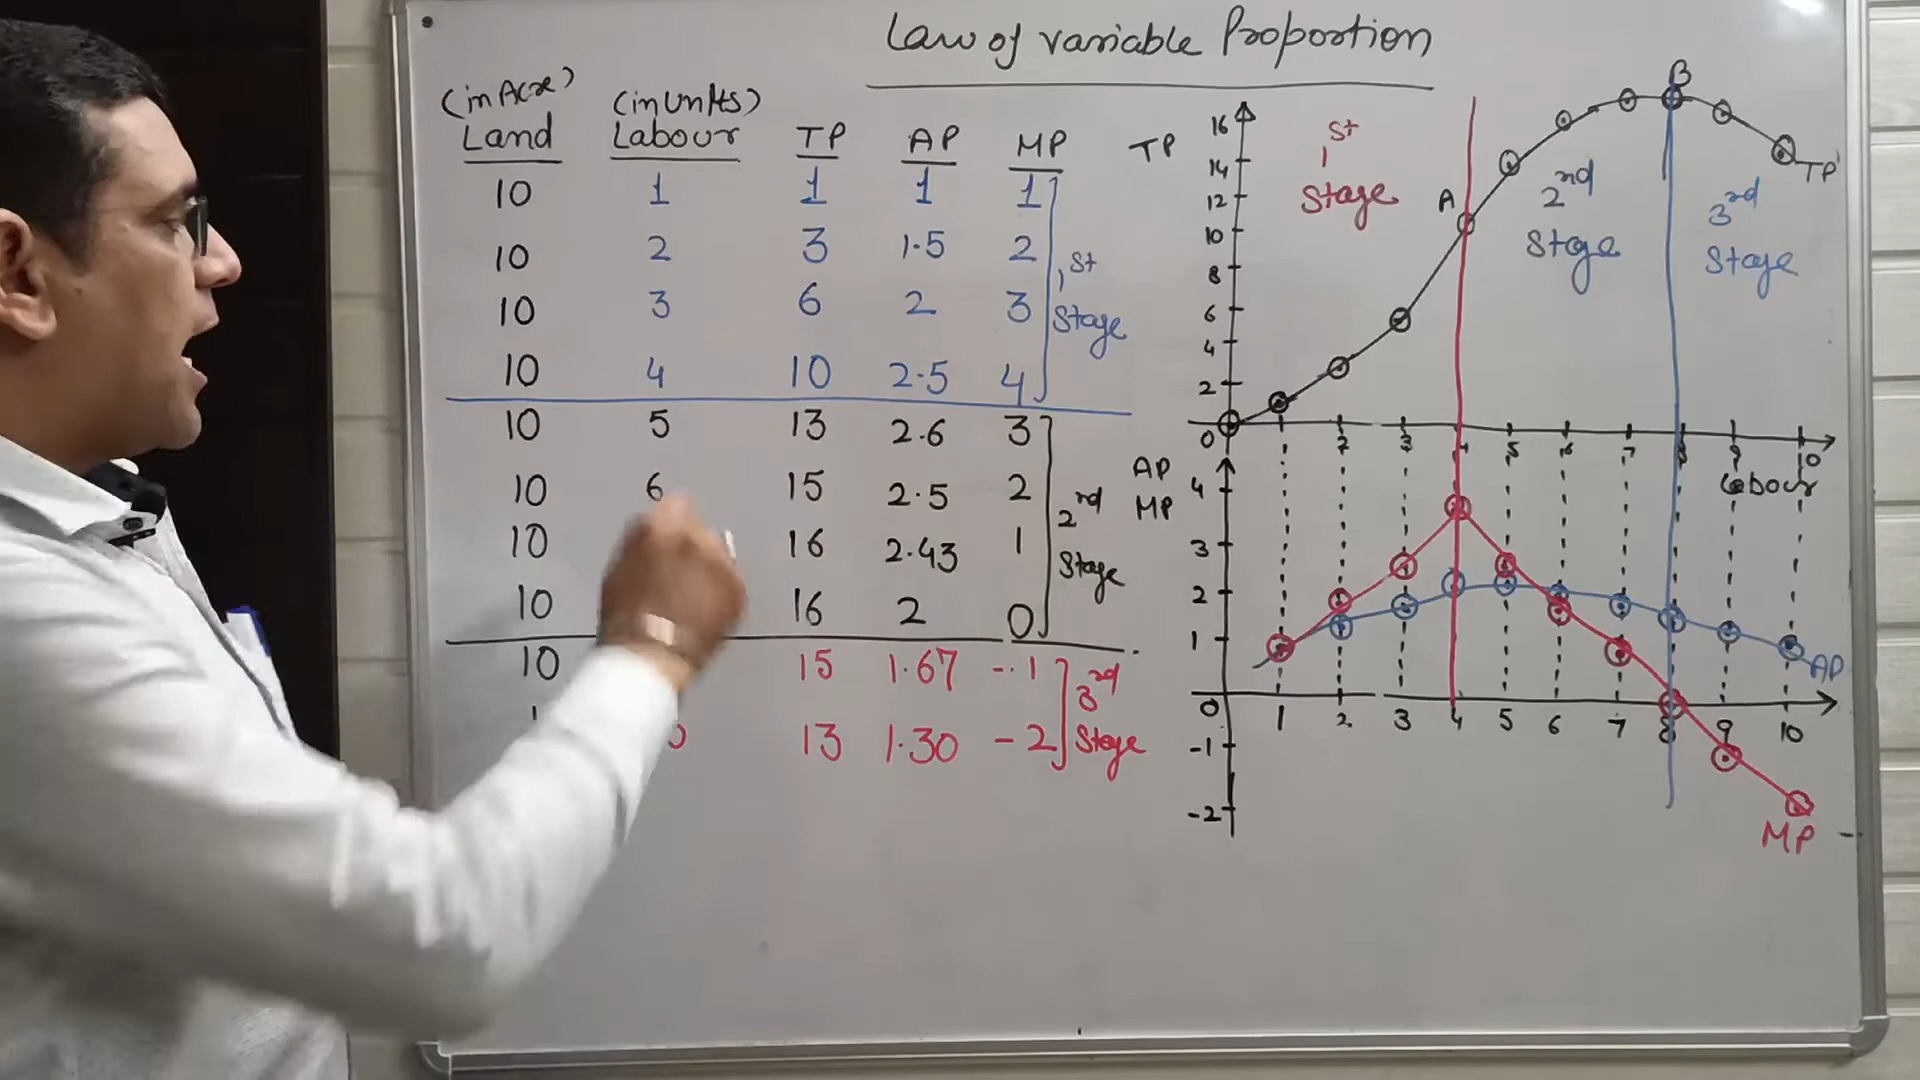 Law of variable Proportion
(in Acre) (in Units)
Land Labour TP AP MP
10 1 1 1 1
10 2 3 1.5 2
10 3 6 2 3
10 4 10 2.5 4
1st
Stage
10 5 13 2.6 3
10 6 15 2.5 2
10 16 2.43 1
10 16 2 0
2nd
Stage
10 15 1.67 -1
13 1.30 -2
3rd
Stage
TP
16
14
12
10
8
6
4
2
0
1st
Stage
A
2nd
Stage
B
3rd
Stage
TP
2 3 4 5 6 7 8 9 10
Labour
AP
MP
4
3
2
1
0
-1
-2
1 2 3 4 5 6 7 8 9 10
AP
MP